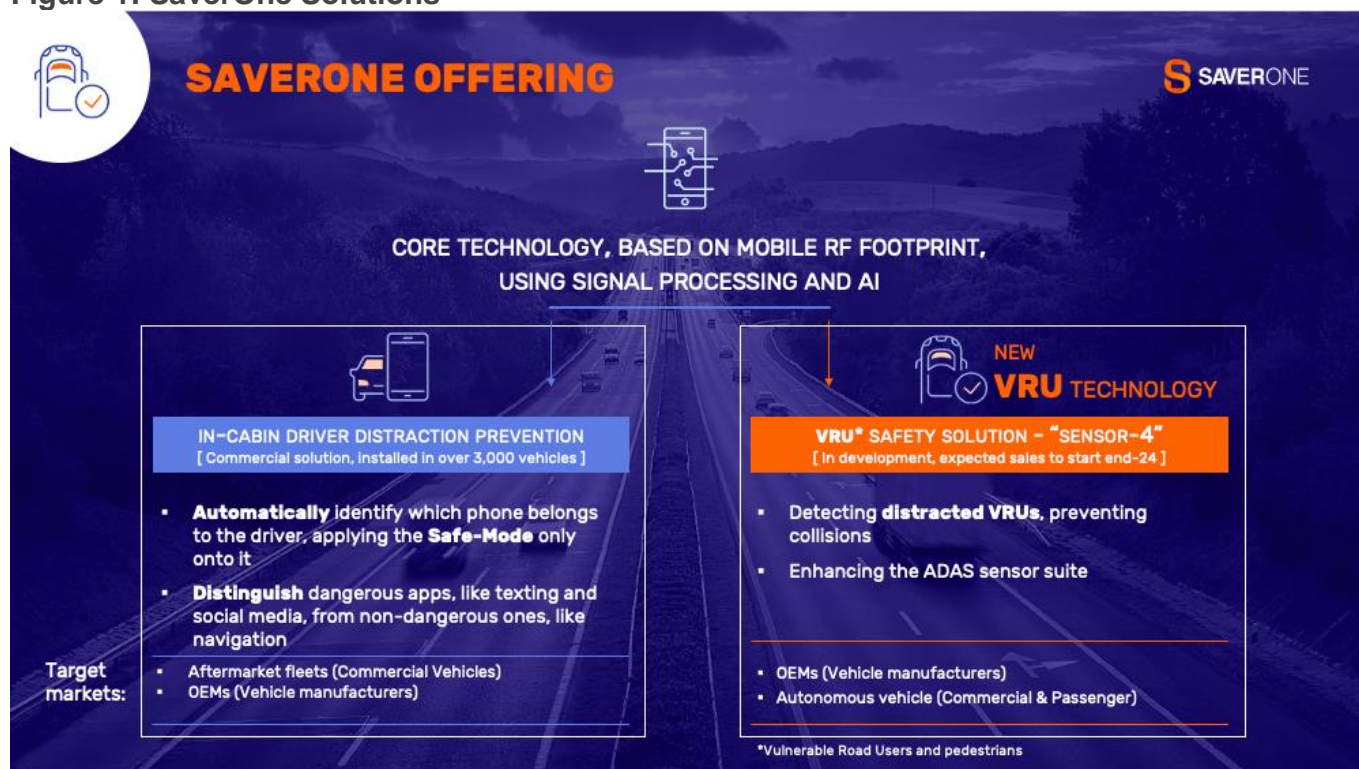 Figure 1: SaverOne Solutions
SAVERONE OFFERING
SAVERONE
CORE TECHNOLOGY, BASED ON MOBILE RF FOOTPRINT,
USING SIGNAL PROCESSING AND AI
IN-CABIN DRIVER DISTRACTION PREVENTION
[ Commercial solution, installed in over 3,000 vehicles ]
▪ Automatically identify which phone belongs
to the driver, applying the Safe-Mode only
onto it
▪ Distinguish dangerous apps, like texting and
social media, from non-dangerous ones, like
navigation
Target
markets:
▪ Aftermarket fleets (Commercial Vehicles)
▪ OEMs (Vehicle manufacturers)
NEW
VRU TECHNOLOGY
VRU* SAFETY SOLUTION - "SENSOR-4"
[ In development, expected sales to start end-24 ]
▪ Detecting distracted VRUs, preventing
collisions
▪ Enhancing the ADAS sensor suite
▪ OEMs (Vehicle manufacturers)
▪ Autonomous vehicle (Commercial & Passenger)
*Vulnerable Road Users and pedestrians